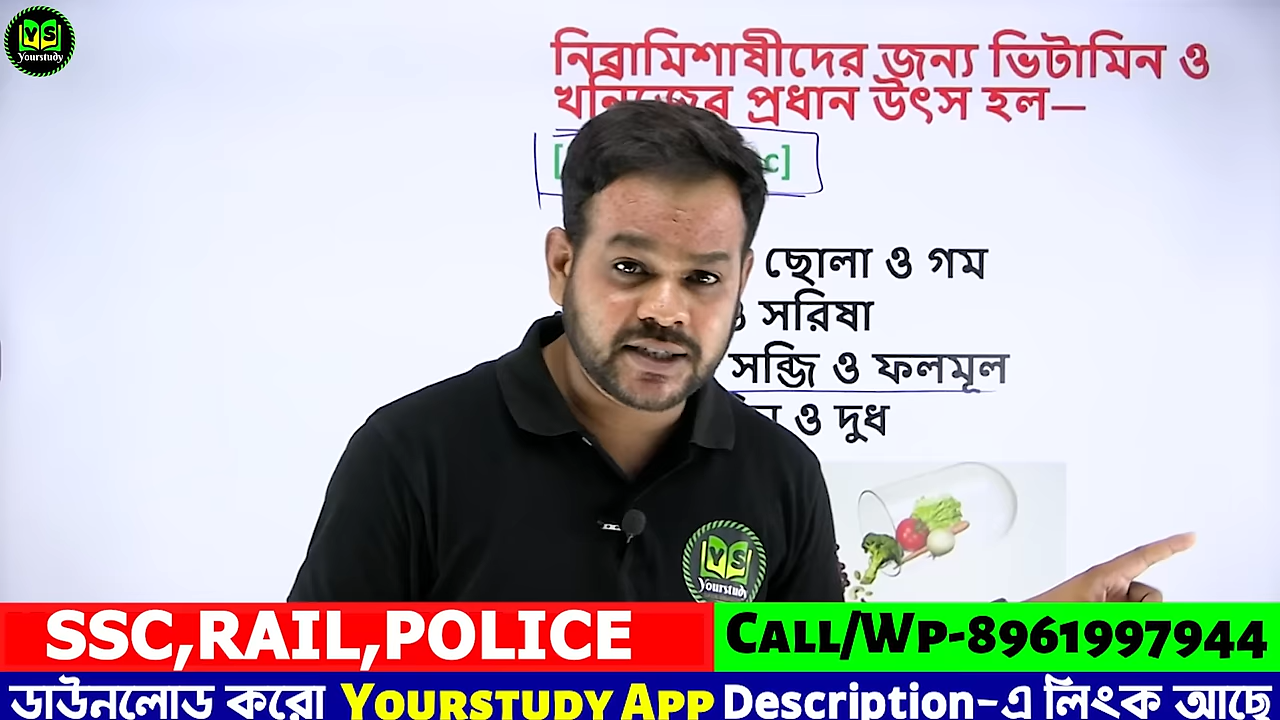 YS
Yourstudy
নিরামিশাষীদের জন্য ভিটামিন ও
খনিজের প্রধান উৎস হল—
ছোলা ও গম
সরিষা
সব্জি ও ফলমূল
ও দুধ
YS
Yourstudy
SSC,RAIL,POLICE
CALL/WP-8961997944
ডাউনলোড করো YOURSTUDY APP Description-এ লিংক আছে